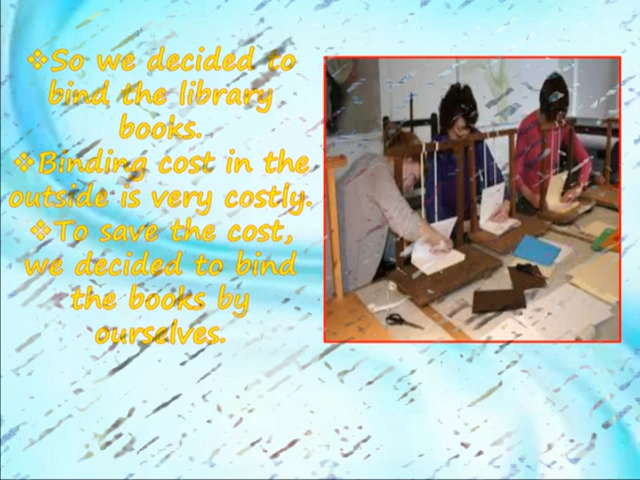 ❖So we decided to
bind the library
books.
❖Binding cost in the
outside is very costly.
❖To save the cost,
we decided to bind
the books by
ourselves.